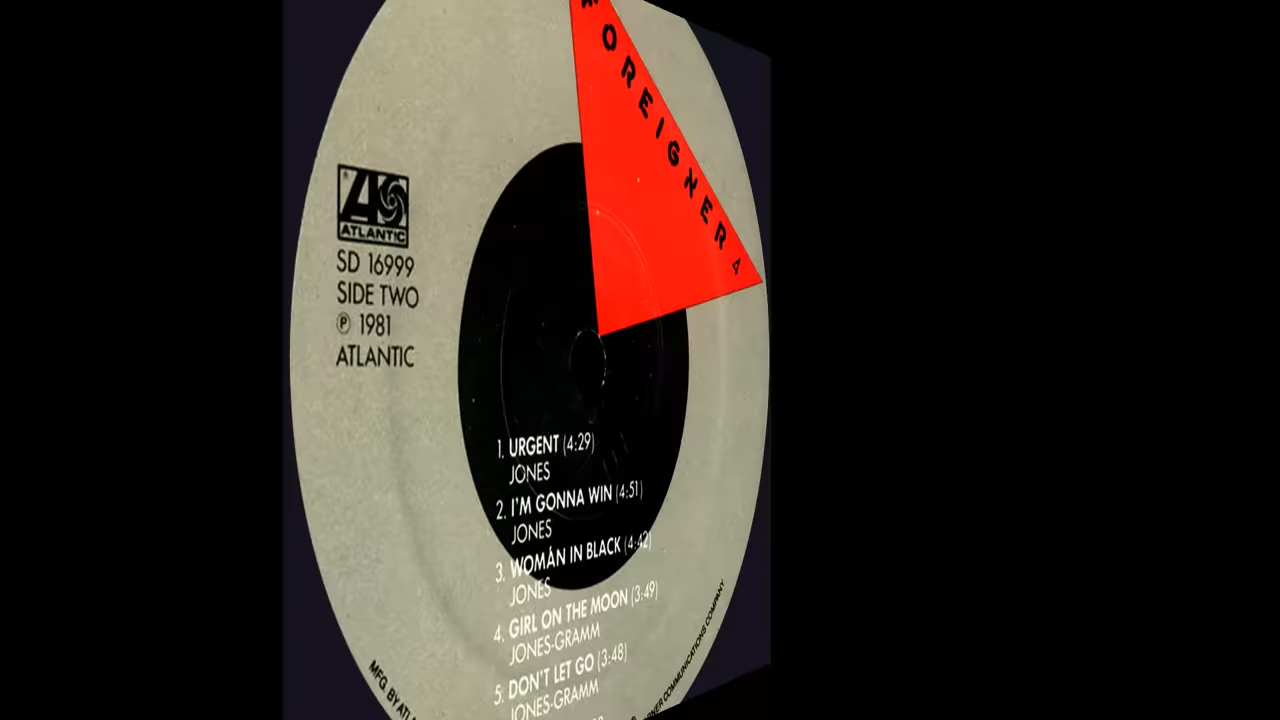 FOREIGNER 4
ATLANTIC
SD 16999
SIDE TWO
Ⓟ 1981
ATLANTIC
1. URGENT (4:29)
JONES
2. I'M GONNA WIN (4:51)
JONES
3. WOMAN IN BLACK (4:42)
JONES
4. GIRL ON THE MOON (3:49)
JONES-GRAMM
5. DON'T LET GO (3:48)
JONES-GRAMM
MFG. BY
COMMUNICATIONS COMPANY